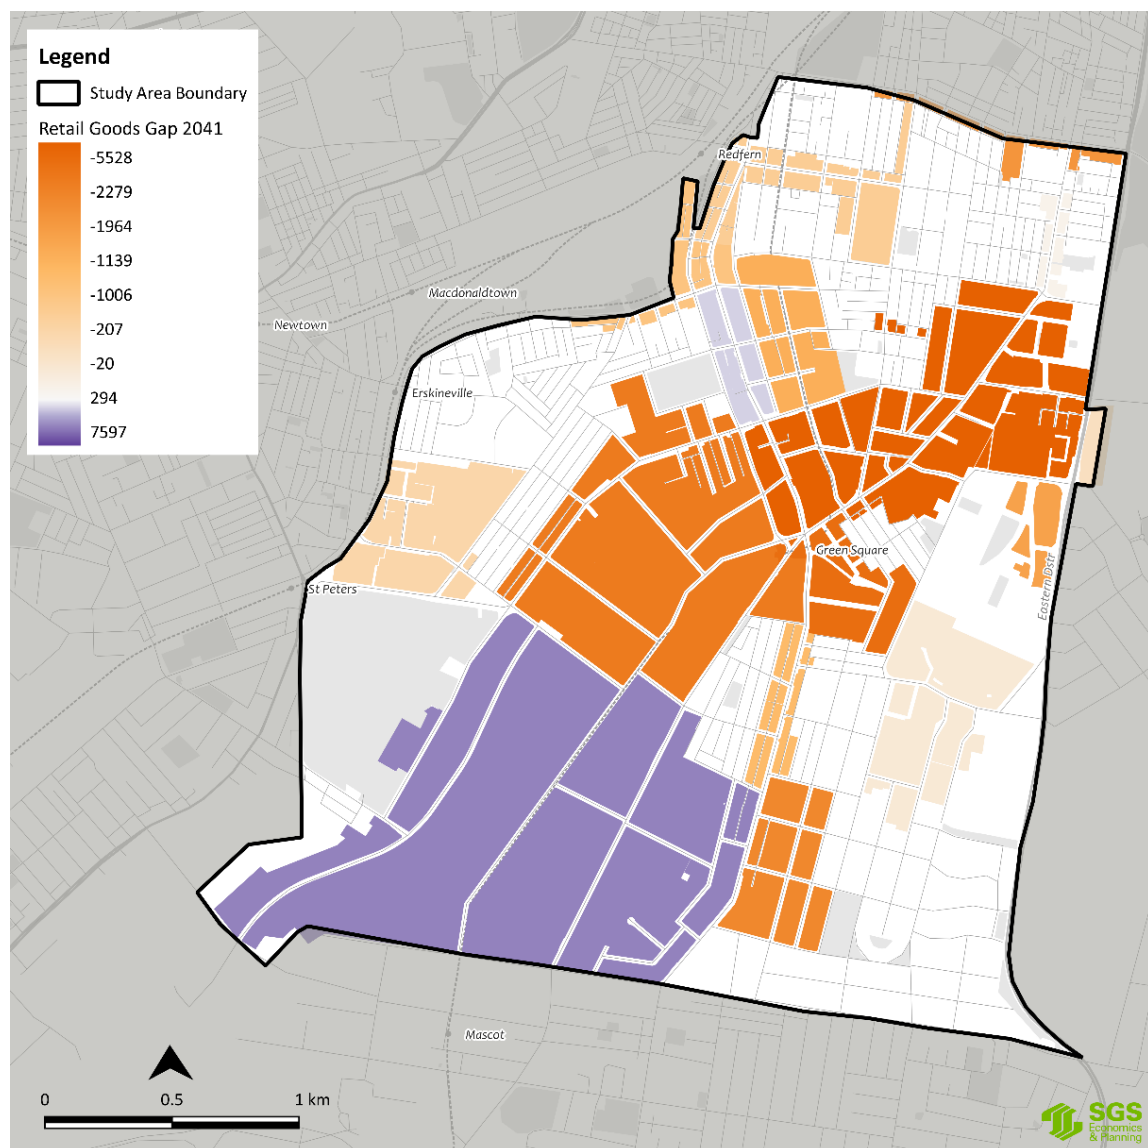 Legend
Study Area Boundary
Retail Goods Gap 2041
-5528
-2279
-1964
-1139
-1006
-207
-20
294
7597
Redfern
Macdonaldtown
Newtown
Erskineville
Green Square
St Peters
Eastern Dstr
Mascot
0 0.5 1 km
SGS
Economics
& Planning